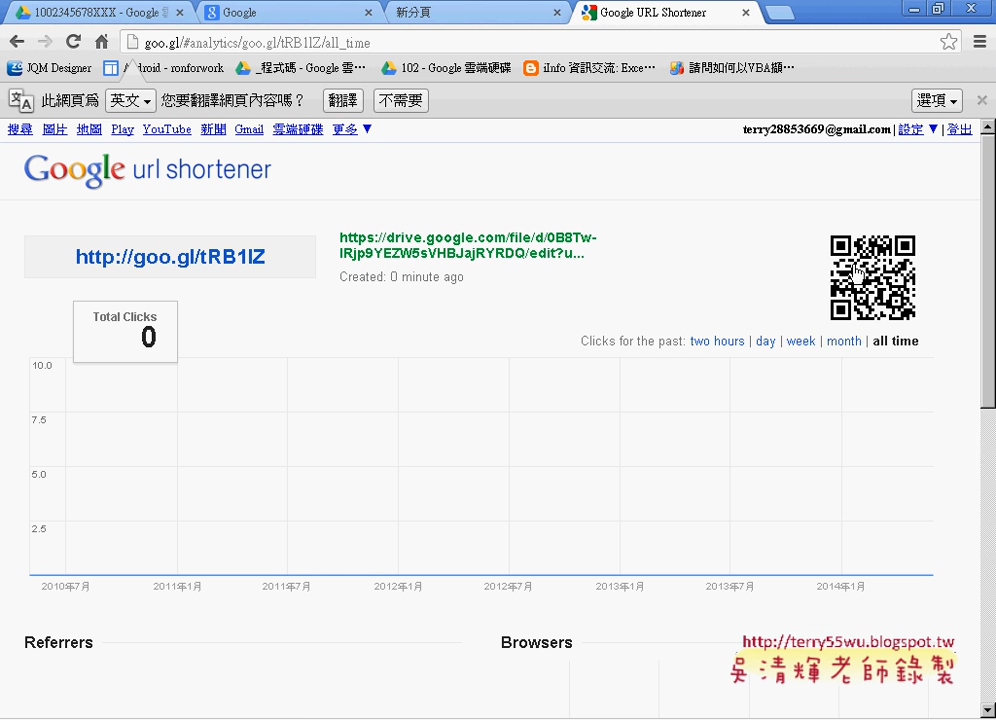 1002345678XXX - Google
Google
新分頁
Google URL Shortener
goo.gl/#analytics/goo.gl/tRB1lZ/all_time
JQM Designer
droid - ronforwork
_程式碼 - Google 雲…
102 - Google 雲端硬碟
iInfo 資訊交流: Exce…
請問如何以VBA擷…
此網頁為 英文 您要翻譯網頁內容嗎？ 翻譯 不需要 選項
搜尋 圖片 地圖 Play YouTube 新聞 Gmail 雲端硬碟 更多 ▼
terry28853669@gmail.com | 設定 ▼ | 登出
Google url shortener
http://goo.gl/tRB1lZ
https://drive.google.com/file/d/0B8Tw-
lRjp9YEZW5sVHBJajRYRDQ/edit?u...
Created: 0 minute ago
Total Clicks
0
Clicks for the past: two hours | day | week | month | all time
10.0
7.5
5.0
2.5
2010年7月 2011年1月 2011年7月 2012年1月 2012年7月 2013年1月 2013年7月 2014年1月
Referrers
Browsers
http://terry55wu.blogspot.tw
吳清輝老師錄製